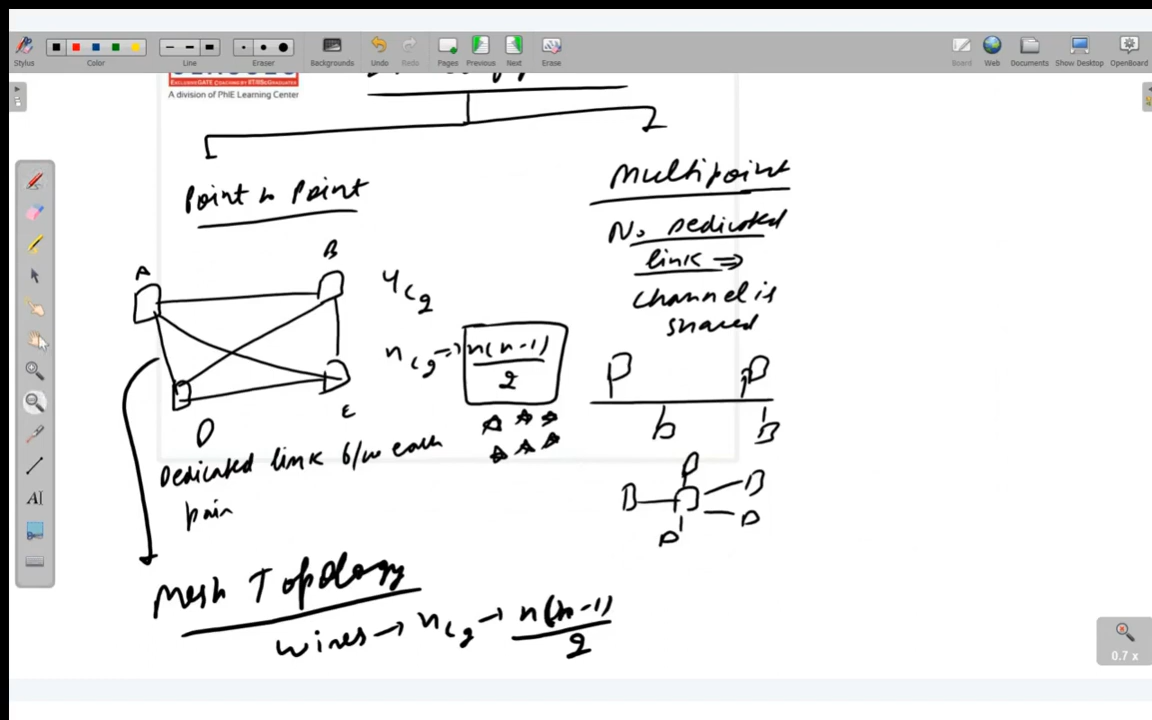 Stylus
Color
Line
Eraser
Backgrounds
Undo
Redo
Pages
Previous
Next
Erase
Board
Web
Documents
Show Desktop
OpenBoard
A division of PhIE Learning Center
Point to Point
Multipoint
No Dedicated
link ⇒
channel is
shared
A
B
D
E
4c2
nc2 → n(n-1)
2
Dedicated link b/w each
pair
Mesh Topology
wires → nc2 → n(n-1)
2
0.7 x